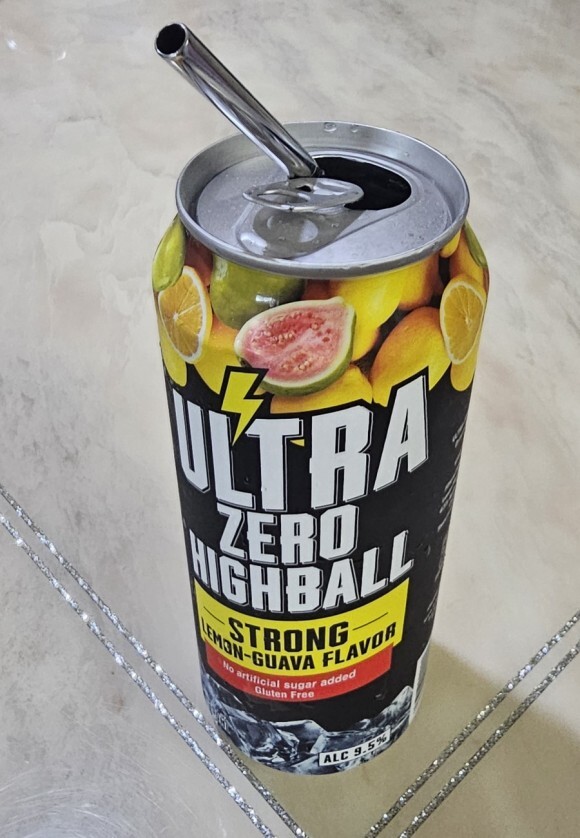 ULTRA
ZERO
HIGHBALL
STRONG
LEMON-GUAVA FLAVOR
No artificial sugar added
Gluten Free
ALC 9.5%